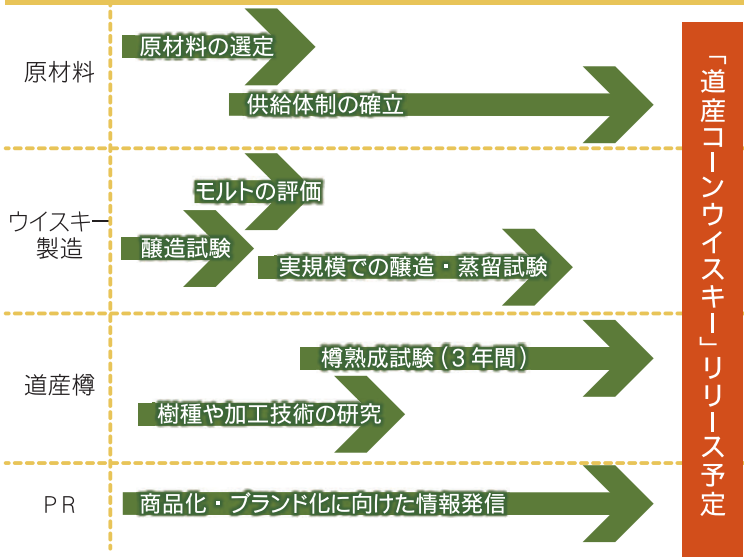 原材料
原材料の選定
供給体制の確立
ウイスキー
製造
モルトの評価
醸造試験
実規模での醸造・蒸留試験
道産樽
樽熟成試験（3年間）
樹種や加工技術の研究
PR
商品化・ブランド化に向けた情報発信
「道産コーンウイスキー」リリース予定